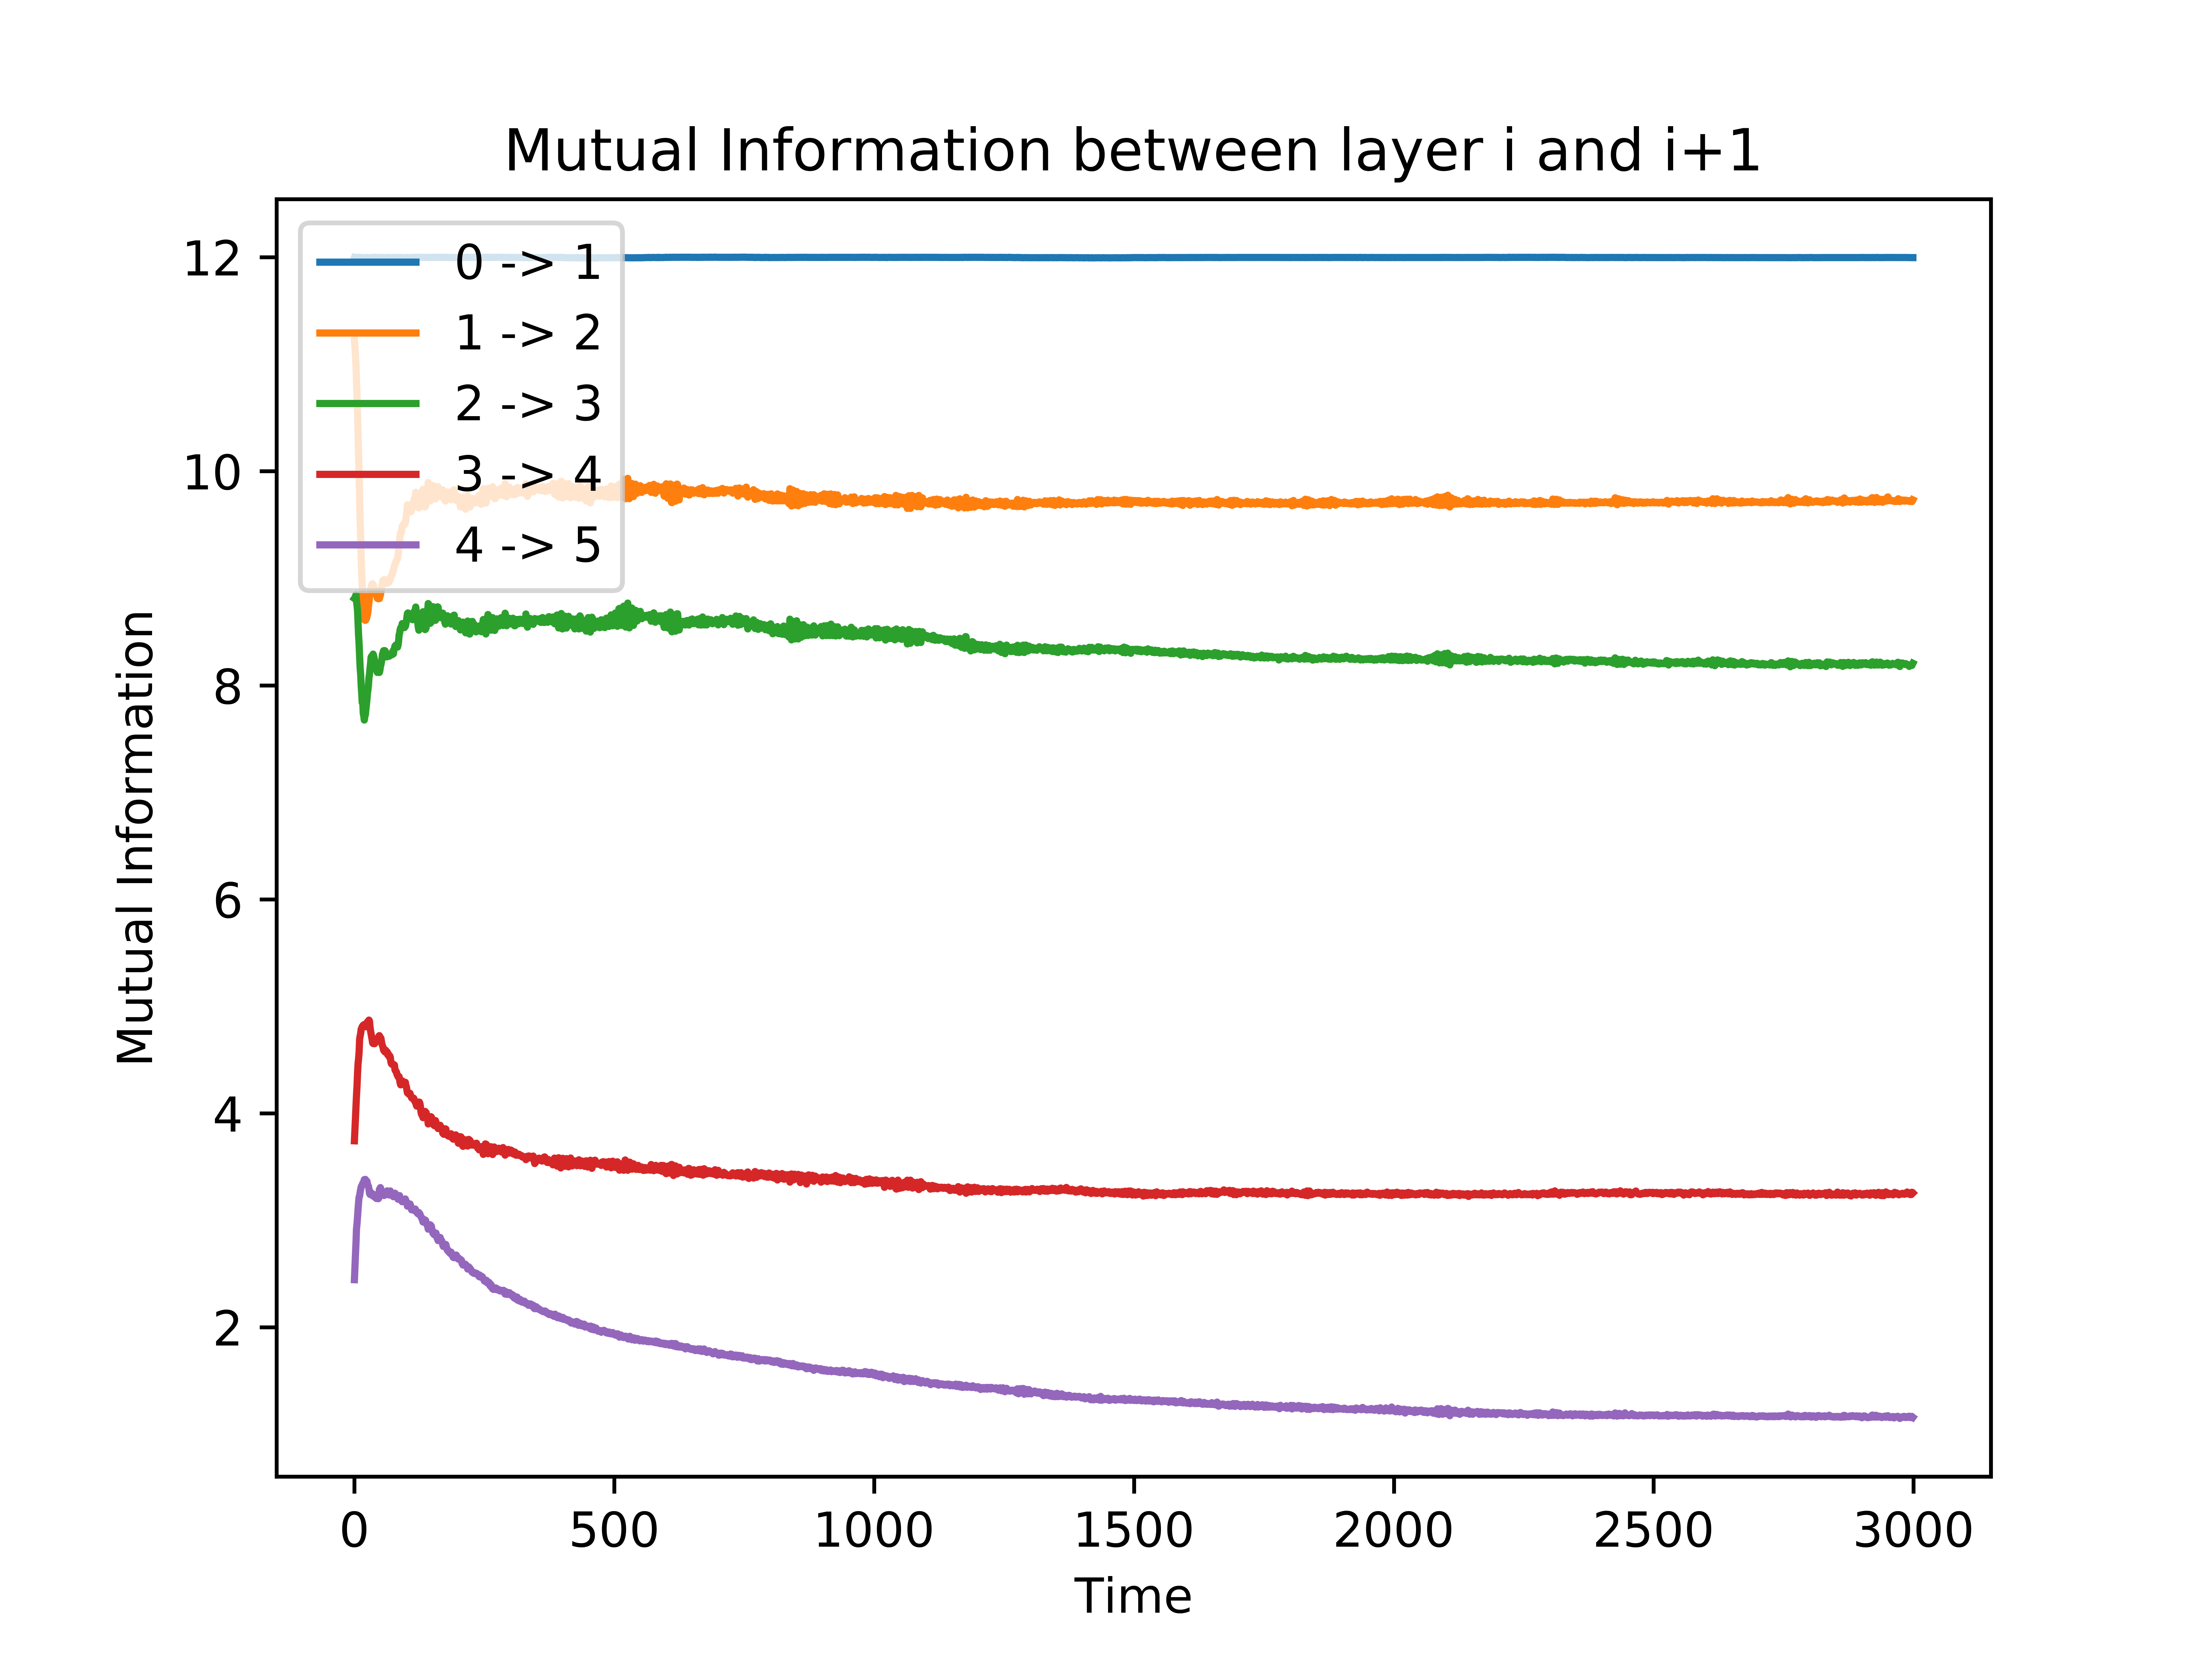 Mutual Information between layer i and i+1
0 -> 1
1 -> 2
2 -> 3
3 -> 4
4 -> 5
12
10
8
6
4
2
Mutual Information
0 500 1000 1500 2000 2500 3000
Time